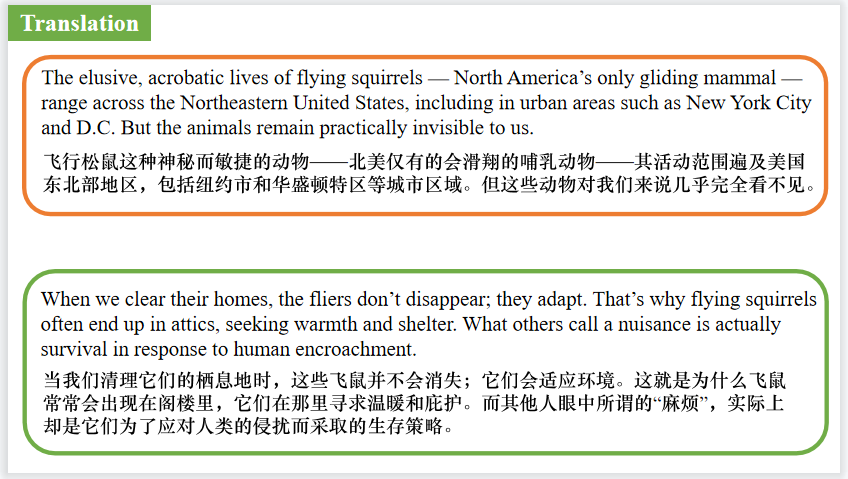 Translation
The elusive, acrobatic lives of flying squirrels — North America’s only gliding mammal —
range across the Northeastern United States, including in urban areas such as New York City
and D.C. But the animals remain practically invisible to us.
飞行松鼠这种神秘而敏捷的动物——北美仅有的会滑翔的哺乳动物——其活动范围遍及美国
东北部地区，包括纽约市和华盛顿特区等城市区域。但这些动物对我们来说几乎完全看不见。
When we clear their homes, the fliers don’t disappear; they adapt. That’s why flying squirrels
often end up in attics, seeking warmth and shelter. What others call a nuisance is actually
survival in response to human encroachment.
当我们清理它们的栖息地时，这些飞鼠并不会消失；它们会适应环境。这就是为什么飞鼠
常常会出现在阁楼里，它们在那里寻求温暖和庇护。而其他人眼中所谓的“麻烦”，实际上
却是它们为了应对人类的侵扰而采取的生存策略。